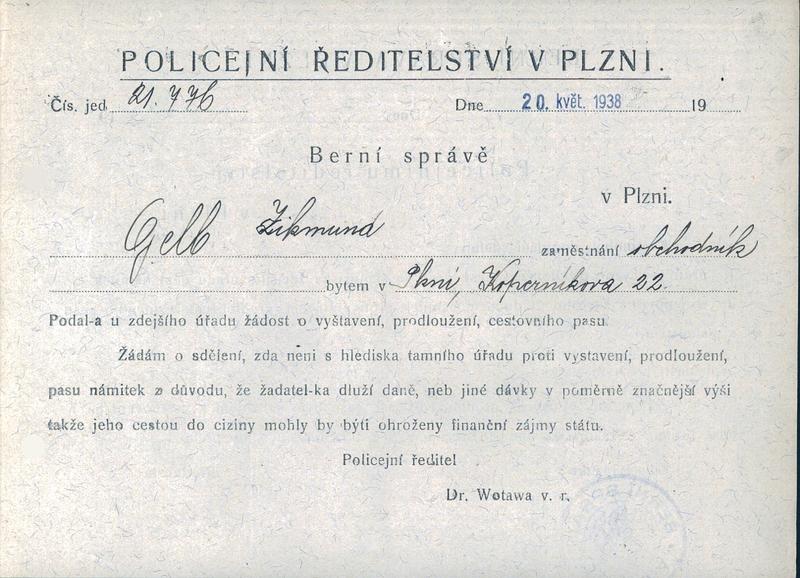 POLICEJNÍ ŘEDITELSTVÍ V PLZNI.
Čís. jed. 21.776 Dne 20. květ. 1938 19
Berní správě
v Plzni.
Gelb Zikmund zaměstnání obchodník
bytem v Plzni, Koperníkova 22.
Podal-a u zdejšího úřadu žádost o vyštavení, prodloužení, cestovního pasu.
Žádám o sdělení, zda neni s hlediska tamního úřadu proti vystavení, prodloužení,
pasu námitek z důvodu, že žadatel-ka dluží daně, neb jiné dávky v poměrně značnější výši
takže jeho cestou do ciziny mohly by býti ohroženy finanční zájmy státu.
Policejní ředitel
Dr. Wotawa v. r.